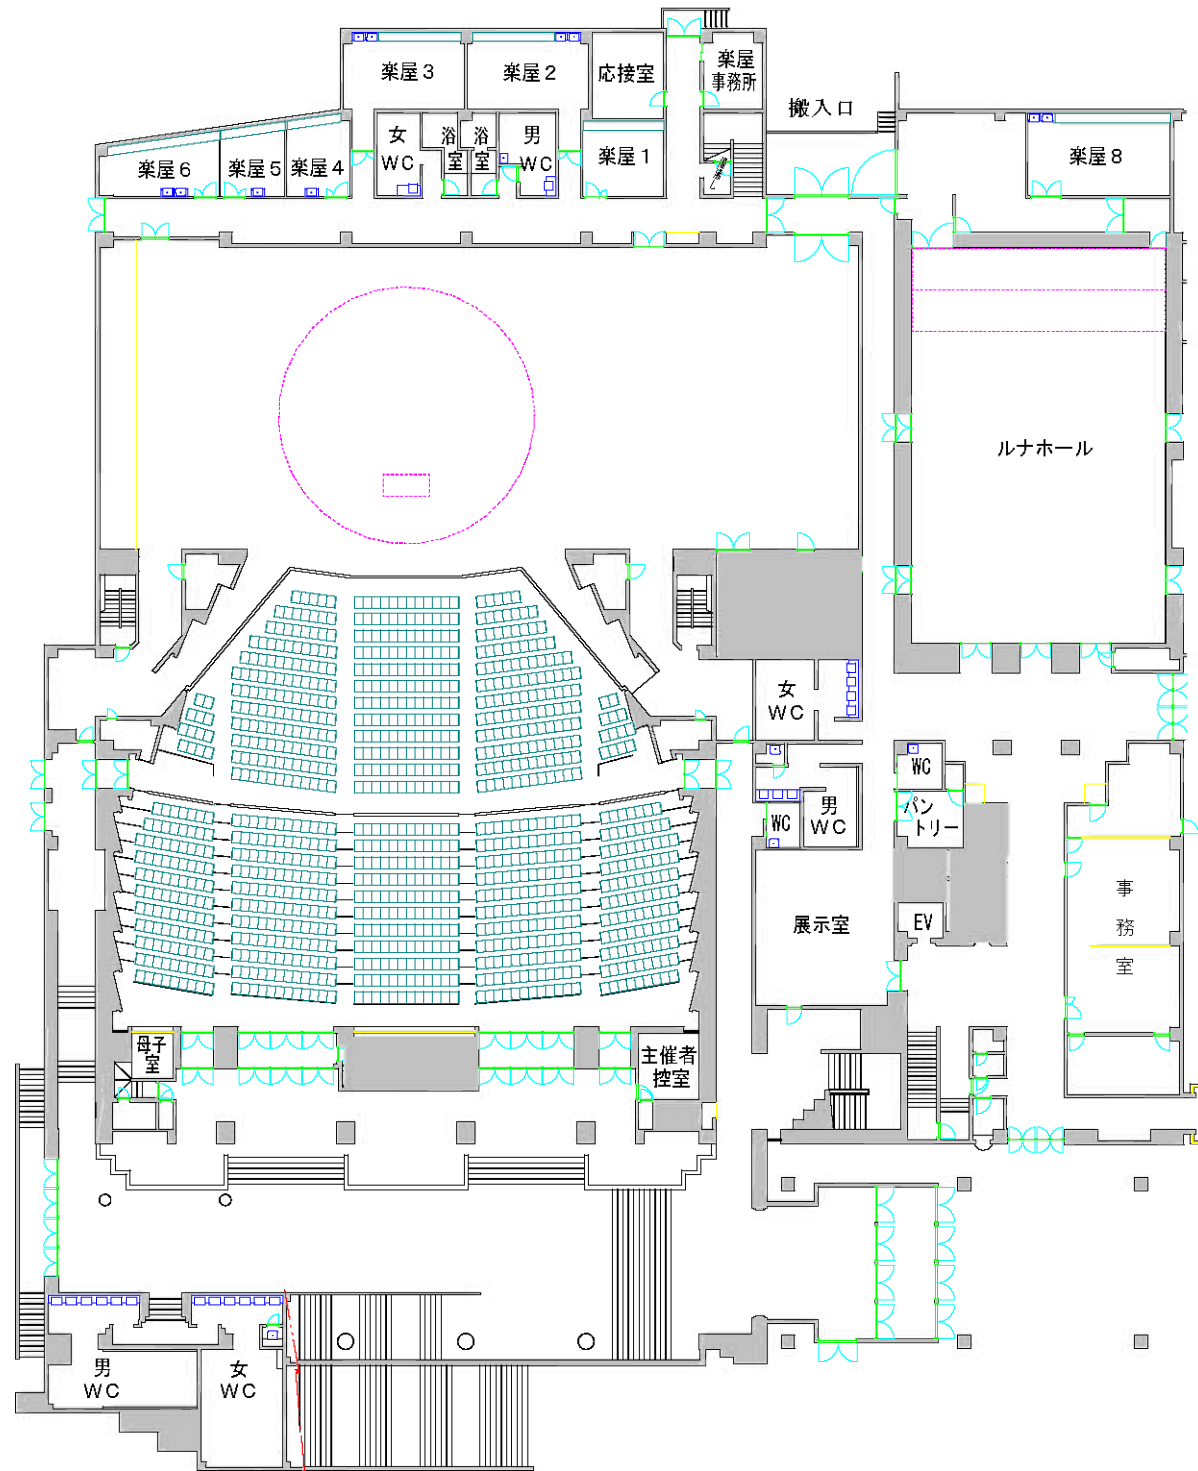 楽屋３
楽屋２
応接室
楽屋
事務所
搬入口
女
ＷＣ
浴
室
浴
室
男
ＷＣ
楽屋１
楽屋８
楽屋６
楽屋５
楽屋４
ルナホール
女
ＷＣ
WC
パン
トリー
WC
男
ＷＣ
展示室
EV
事
務
室
母子
室
主催者
控室
男
ＷＣ
女
ＷＣ